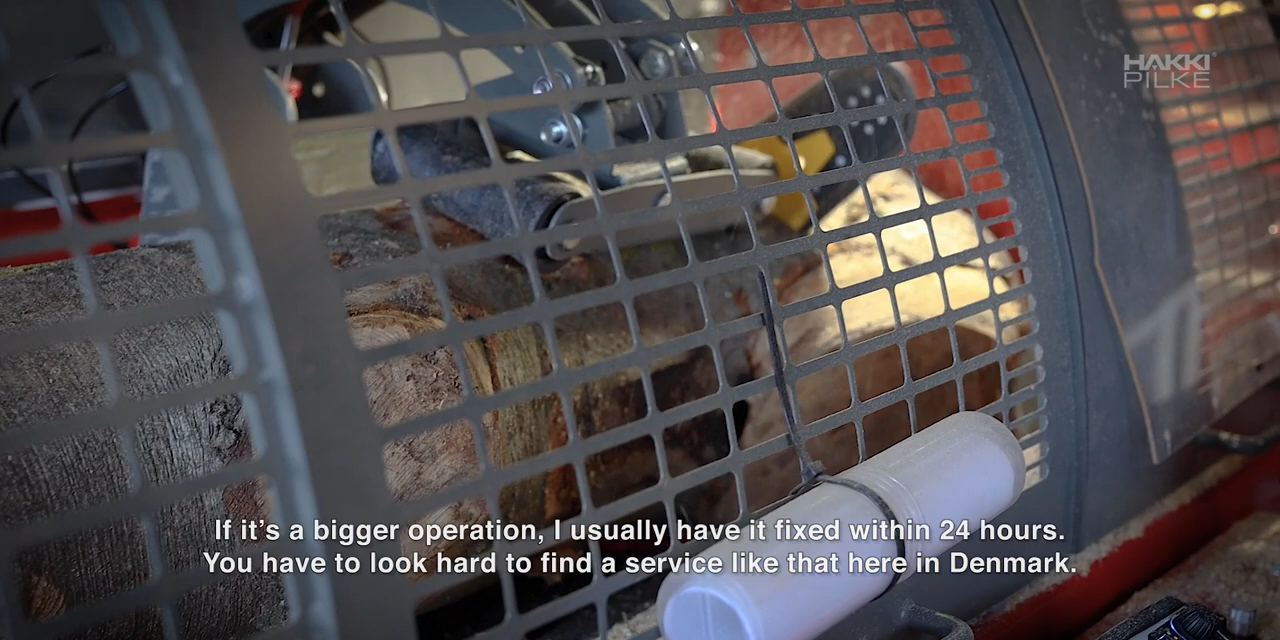 HAKKI
PILKE
If it's a bigger operation, I usually have it fixed within 24 hours.
You have to look hard to find a service like that here in Denmark.